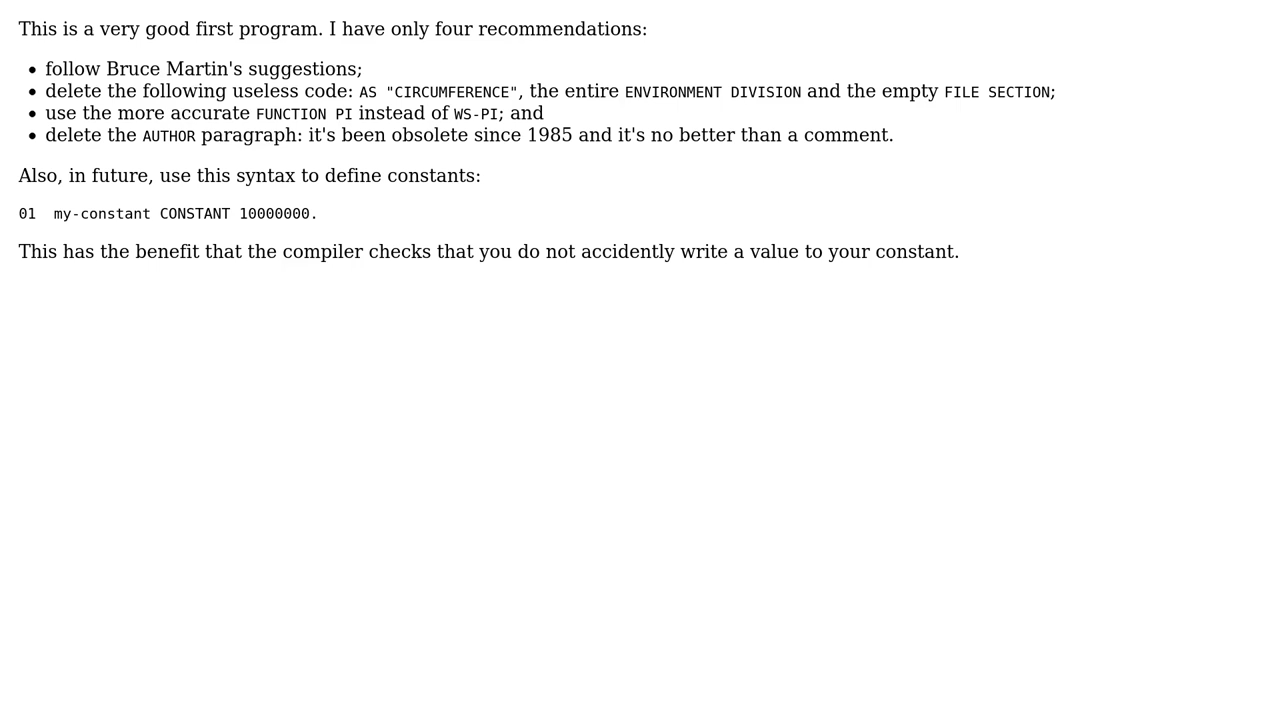 This is a very good first program. I have only four recommendations:
• follow Bruce Martin's suggestions;
• delete the following useless code: AS "CIRCUMFERENCE", the entire ENVIRONMENT DIVISION and the empty FILE SECTION;
• use the more accurate FUNCTION PI instead of WS-PI; and
• delete the AUTHOR paragraph: it's been obsolete since 1985 and it's no better than a comment.
Also, in future, use this syntax to define constants:
01  my-constant CONSTANT 10000000.
This has the benefit that the compiler checks that you do not accidently write a value to your constant.